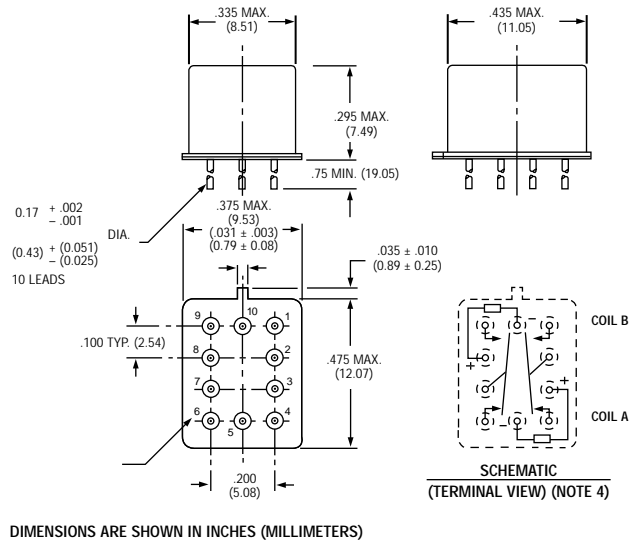 .335 MAX.
(8.51)
.435 MAX.
(11.05)
.295 MAX.
(7.49)
.75 MIN. (19.05)
0.17 + .002
– .001
DIA.
(0.43) + (0.051)
– (0.025)
10 LEADS
.375 MAX.
(9.53)
(.031 ± .003)
(0.79 ± 0.08)
.035 ± .010
(0.89 ± 0.25)
9 10 1
.100 TYP. (2.54)
8 2
7 3
6 5 4
.475 MAX.
(12.07)
.200
(5.08)
–
COIL B
+
+
COIL A
–
SCHEMATIC
(TERMINAL VIEW) (NOTE 4)
DIMENSIONS ARE SHOWN IN INCHES (MILLIMETERS)